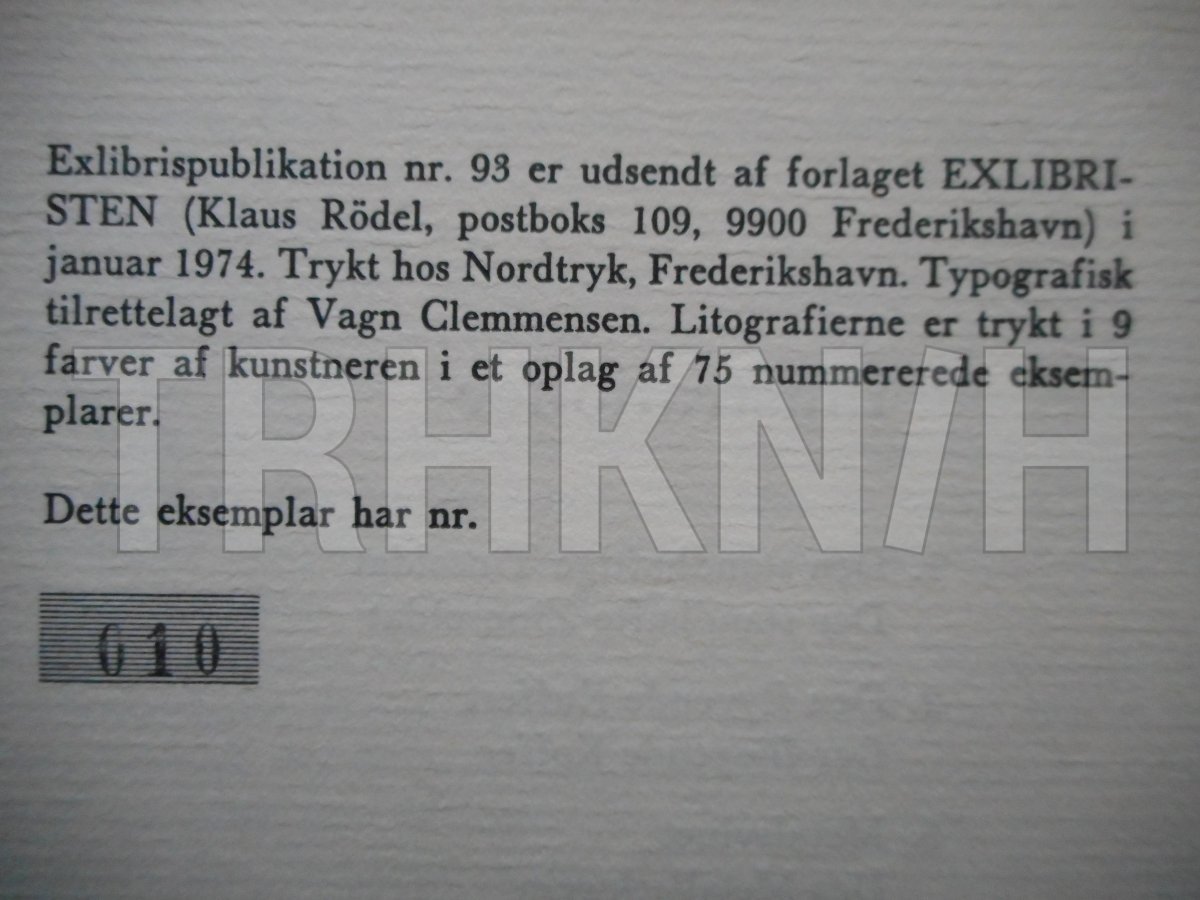 Exlibrispublikation nr. 93 er udsendt af forlaget EXLIBRI-
STEN (Klaus Rödel, postboks 109, 9900 Frederikshavn) i
januar 1974. Trykt hos Nordtryk, Frederikshavn. Typografisk
tilrettelagt af Vagn Clemmensen. Litografierne er trykt i 9
farver af kunstneren i et oplag af 75 nummererede eksem-
plarer.
TRHKN/H
Dette eksemplar har nr.
010